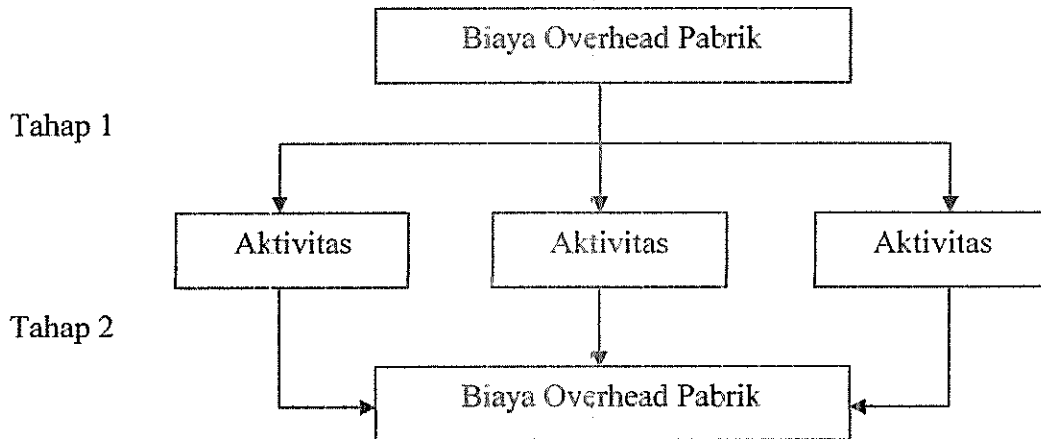 Biaya Overhead Pabrik
Tahap 1
Aktivitas Aktivitas Aktivitas
Tahap 2
Biaya Overhead Pabrik